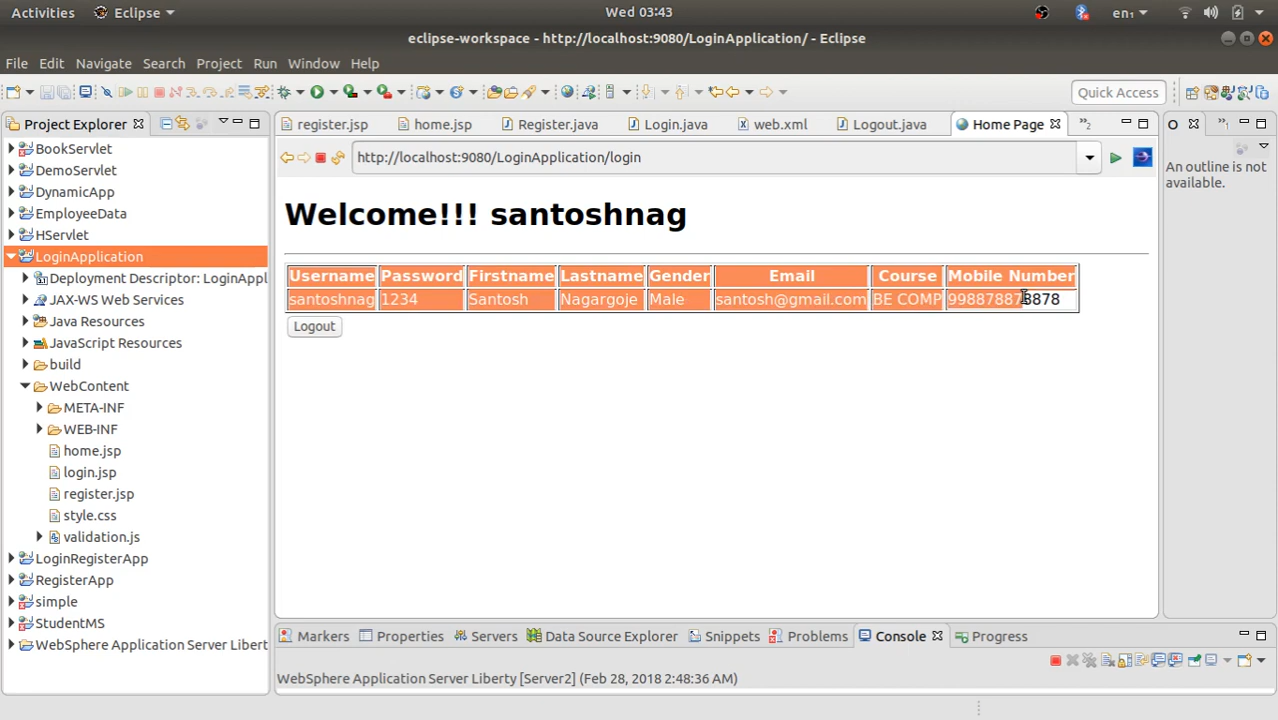 Activities Eclipse Wed 03:43 en1
eclipse-workspace - http://localhost:9080/LoginApplication/ - Eclipse
File Edit Navigate Search Project Run Window Help
Quick Access
Project Explorer register.jsp home.jsp Register.java Login.java web.xml Logout.java Home Page »2 O »1
BookServlet
DemoServlet
DynamicApp
EmployeeData
HServlet
LoginApplication
Deployment Descriptor: LoginAppl
JAX-WS Web Services
Java Resources
JavaScript Resources
build
WebContent
META-INF
WEB-INF
home.jsp
login.jsp
register.jsp
style.css
validation.js
LoginRegisterApp
RegisterApp
simple
StudentMS
WebSphere Application Server Libert
http://localhost:9080/LoginApplication/login
Welcome!!! santoshnag
Username Password Firstname Lastname Gender Email Course Mobile Number
santoshnag 1234 Santosh Nagargoje Male santosh@gmail.com BE COMP 99887887
878
Logout
An outline is not
available.
Markers Properties Servers Data Source Explorer Snippets Problems Console Progress
WebSphere Application Server Liberty [Server2] (Feb 28, 2018 2:48:36 AM)